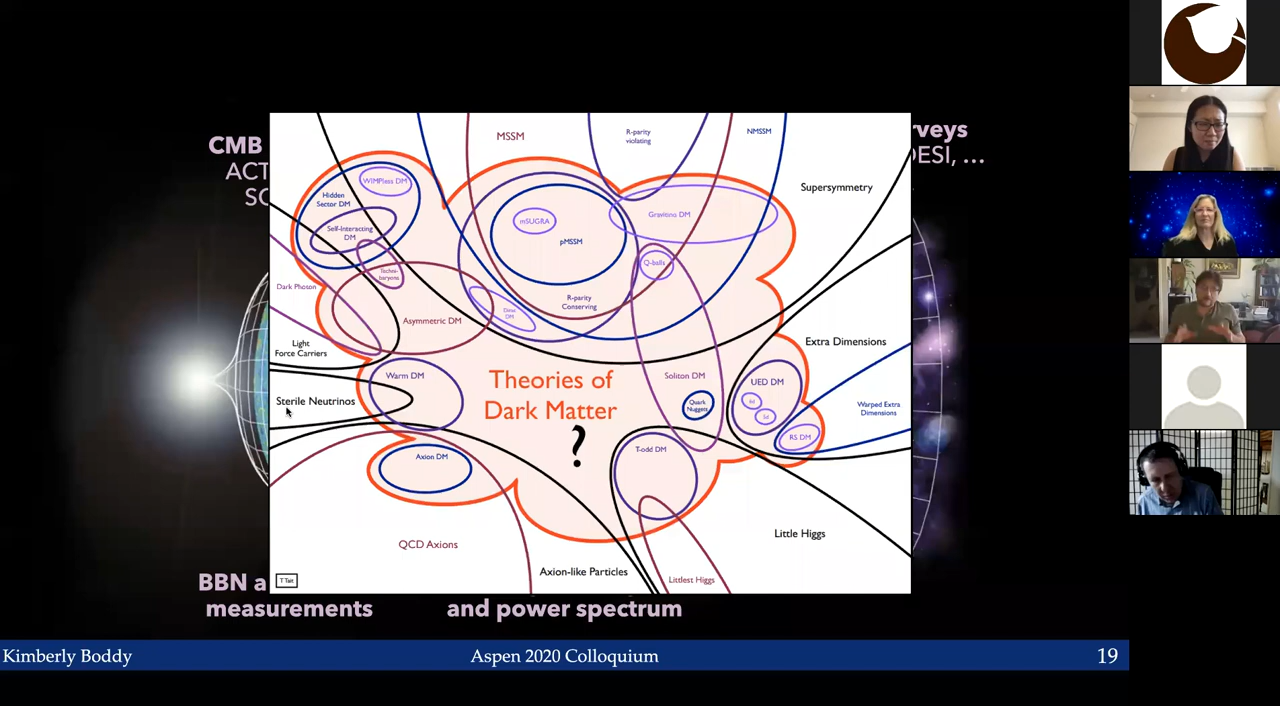 CMB
ACT
SO
rveys
DESI, …
MSSM
R-parity
violating
NMSSM
Supersymmetry
WIMPless DM
Hidden
Sector DM
Self-Interacting
DM
Techni-
baryons
mSUGRA
pMSSM
Gravitino DM
Q-balls
R-parity
Conserving
Dark Photon
Asymmetric DM
Light
Force Carriers
Extra Dimensions
Warm DM
Sterile Neutrinos
Theories of
Dark Matter
?
Soliton DM
Quark
Nuggets
UED DM
6d
5d
RS DM
Warped Extra
Dimensions
Axion DM
T-odd DM
QCD Axions
Axion-like Particles
Little Higgs
Littlest Higgs
T Tait
BBN a
measurements
and power spectrum
Kimberly Boddy
Aspen 2020 Colloquium
19